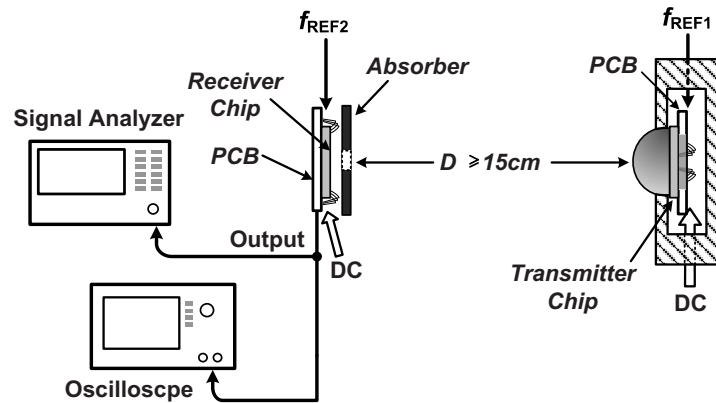 fREF2
fREF1
Receiver
Chip
Absorber
PCB
Signal Analyzer
PCB
D ⩾15cm
Output
DC
Transmitter
Chip
DC
Oscilloscpe